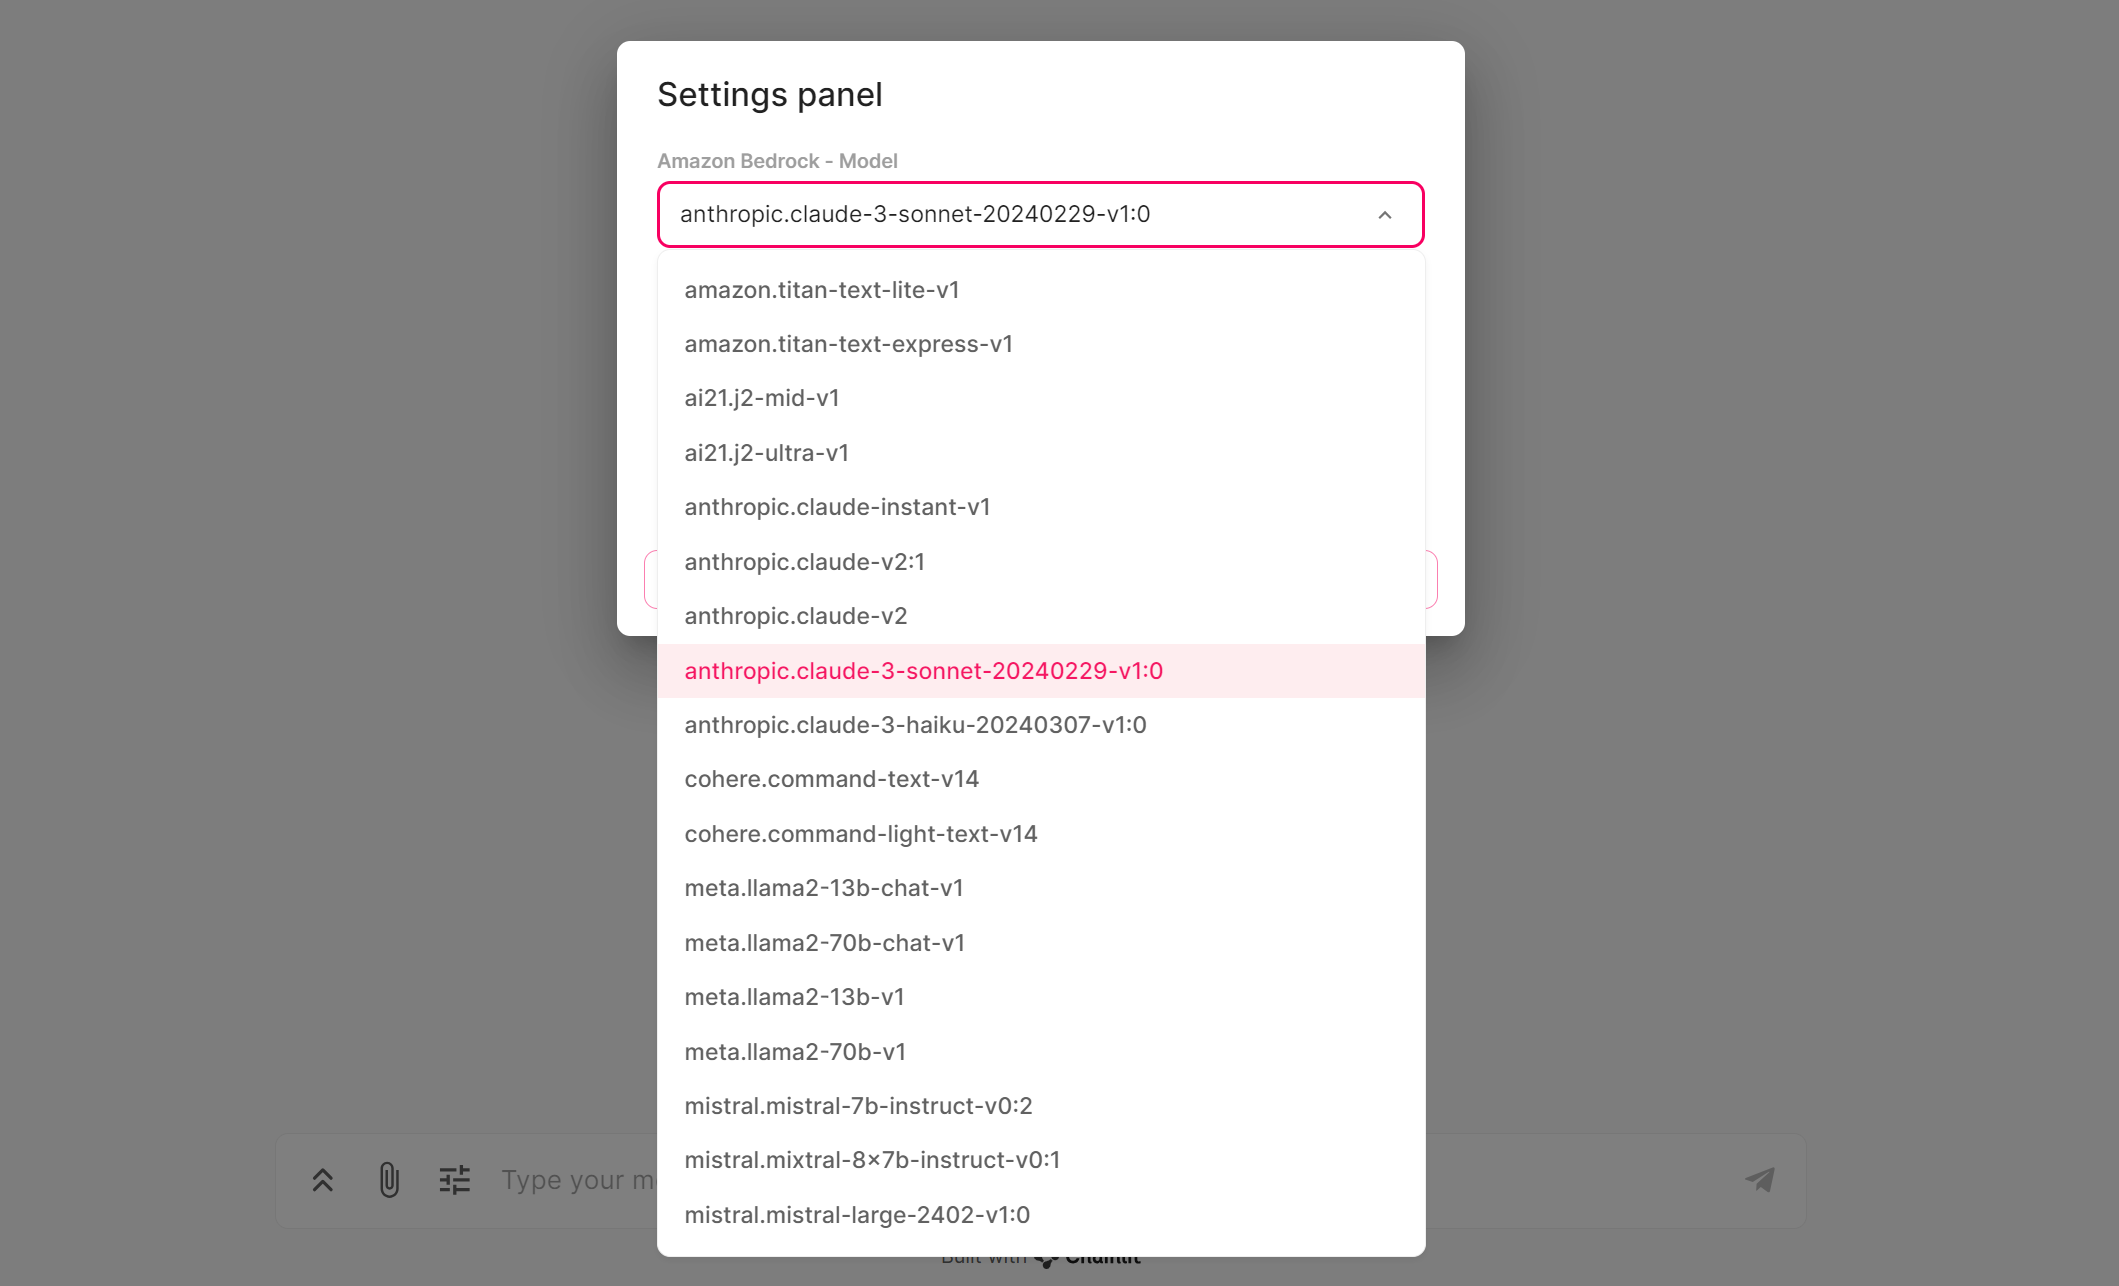 Settings panel
Amazon Bedrock - Model
anthropic.claude-3-sonnet-20240229-v1:0
amazon.titan-text-lite-v1
amazon.titan-text-express-v1
ai21.j2-mid-v1
ai21.j2-ultra-v1
anthropic.claude-instant-v1
anthropic.claude-v2:1
anthropic.claude-v2
anthropic.claude-3-sonnet-20240229-v1:0
anthropic.claude-3-haiku-20240307-v1:0
cohere.command-text-v14
cohere.command-light-text-v14
meta.llama2-13b-chat-v1
meta.llama2-70b-chat-v1
meta.llama2-13b-v1
meta.llama2-70b-v1
mistral.mistral-7b-instruct-v0:2
mistral.mixtral-8x7b-instruct-v0:1
mistral.mistral-large-2402-v1:0
Type your m
Built with Chainlit